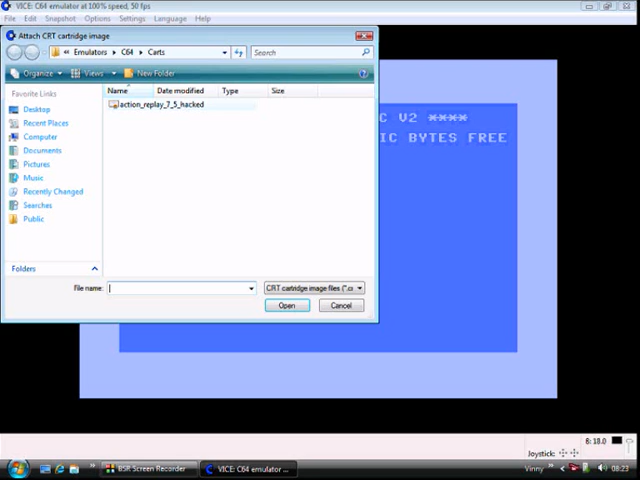 VICE: C64 emulator at 100% speed, 50 fps
File Edit Snapshot Options Settings Language Help
Attach CRT cartridge image
Emulators C64 Carts Search
Organize Views New Folder
Favorite Links
Desktop
Recent Places
Computer
Documents
Pictures
Music
Recently Changed
Searches
Public
Folders
Name Date modified Type Size
action_replay_7_5_hacked
File name: CRT cartridge image files (*.cr
Open Cancel
C V2 ****
IC BYTES FREE
8: 18.0
Joystick:
BSR Screen Recorder VICE: C64 emulator ... Vinny 08:23